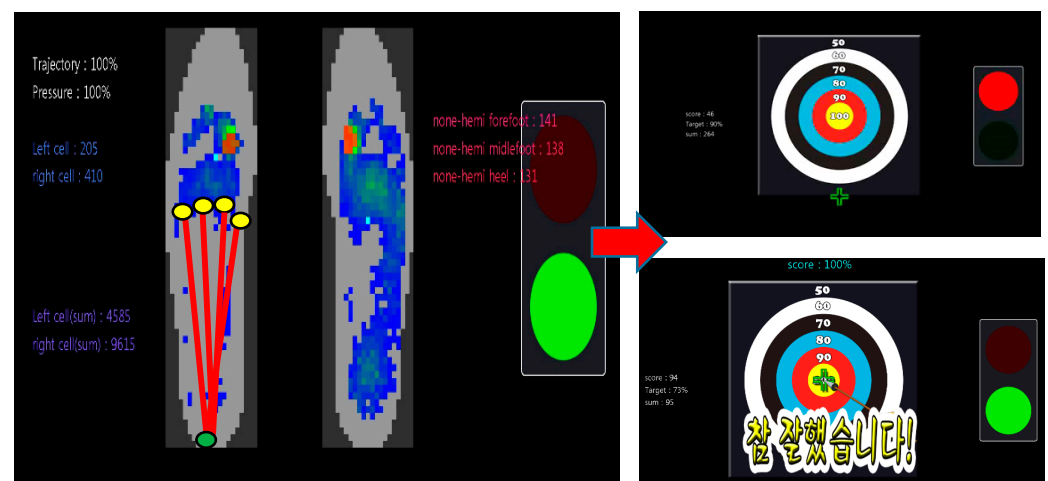 Trajectory : 100%
Pressure : 100%
Left cell : 205
right cell : 410
Left cell(sum) : 4585
right cell(sum) : 9615
none-hemi forefoot : 141
none-hemi midlefoot : 138
none-hemi heel : 131
50
60
70
80
90
100
score : 46
Target : 90%
sum : 264
score : 100%
50
60
70
80
90
score : 94
Target : 73%
sum : 95
참 잘했습니다!